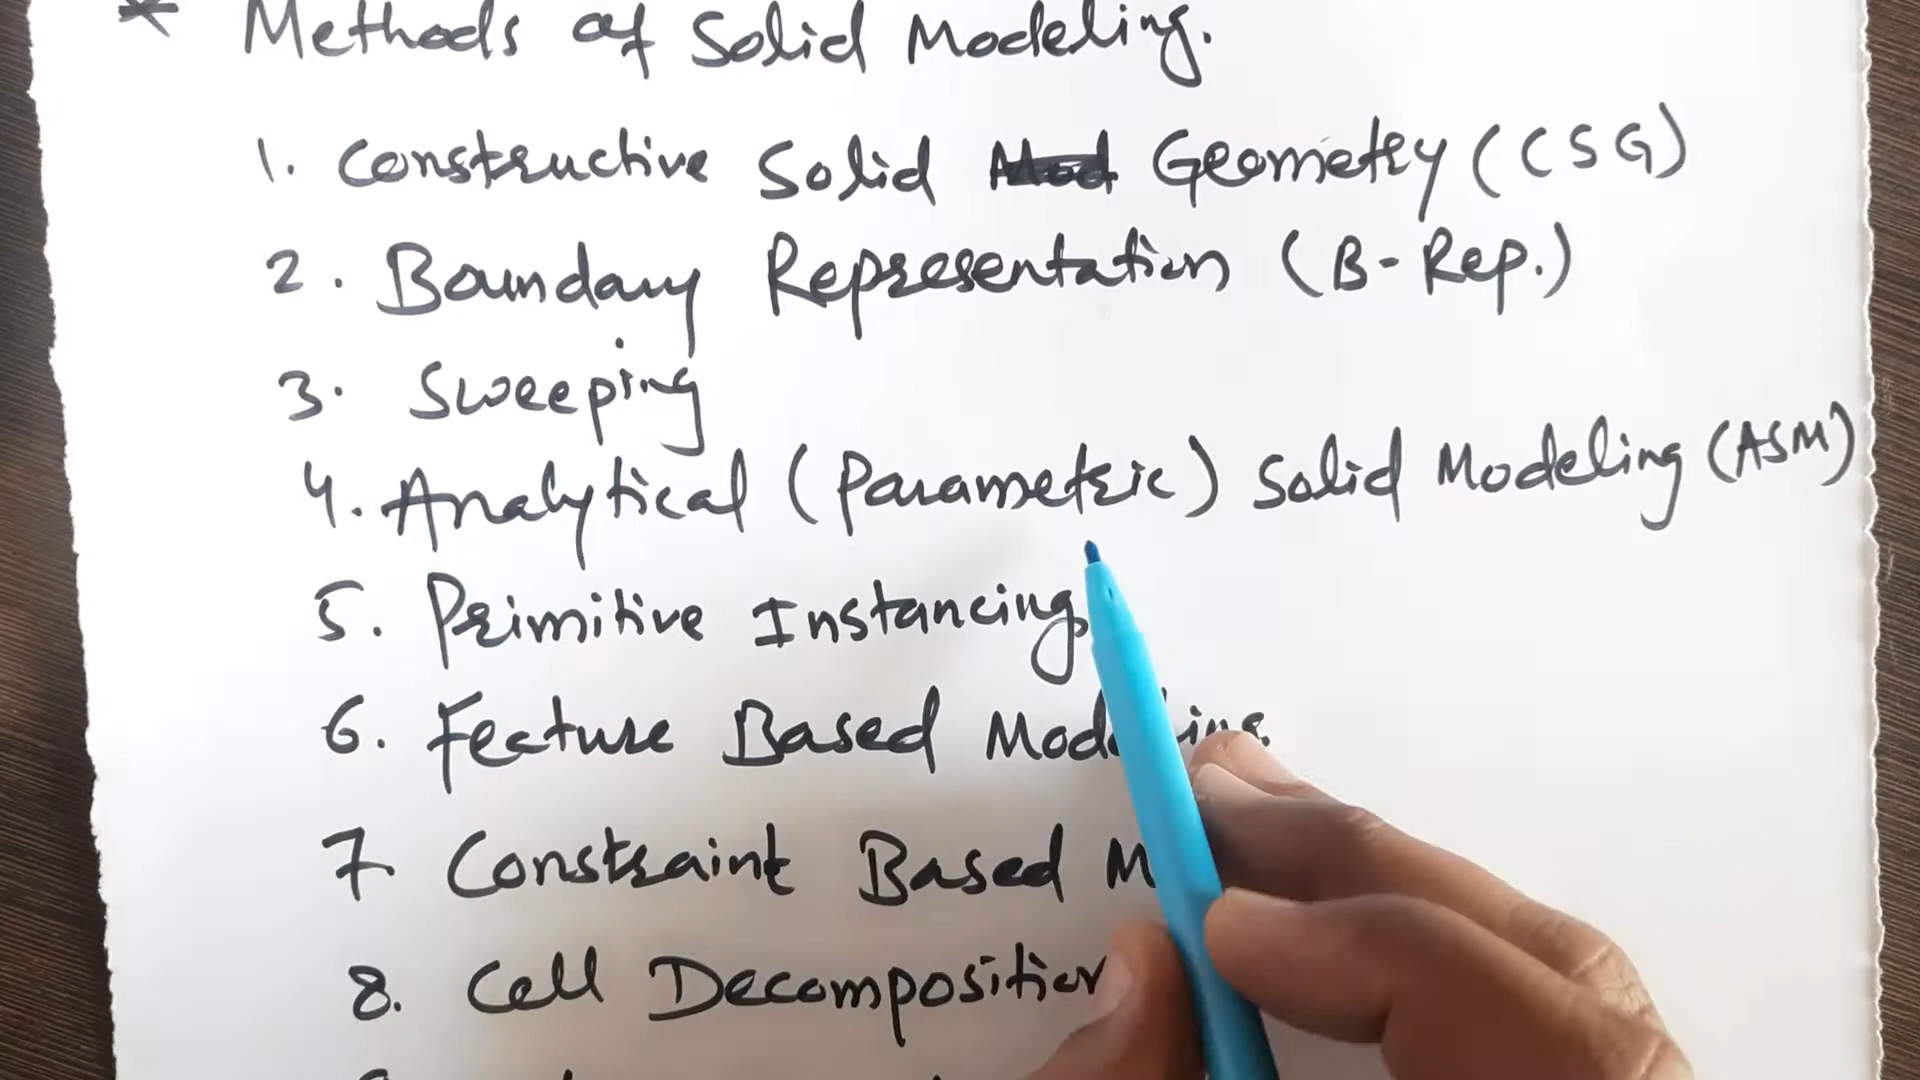 * Methods of Solid Modeling.
1. Constructive Solid Geometry (CSG)
2. Boundary Representation (B-Rep.)
3. Sweeping
4. Analytical (Parametric) Solid Modeling (ASM)
5. Primitive Instancing
6. Feature Based Modeling
7 Constraint Based M
8. Cell Decomposition